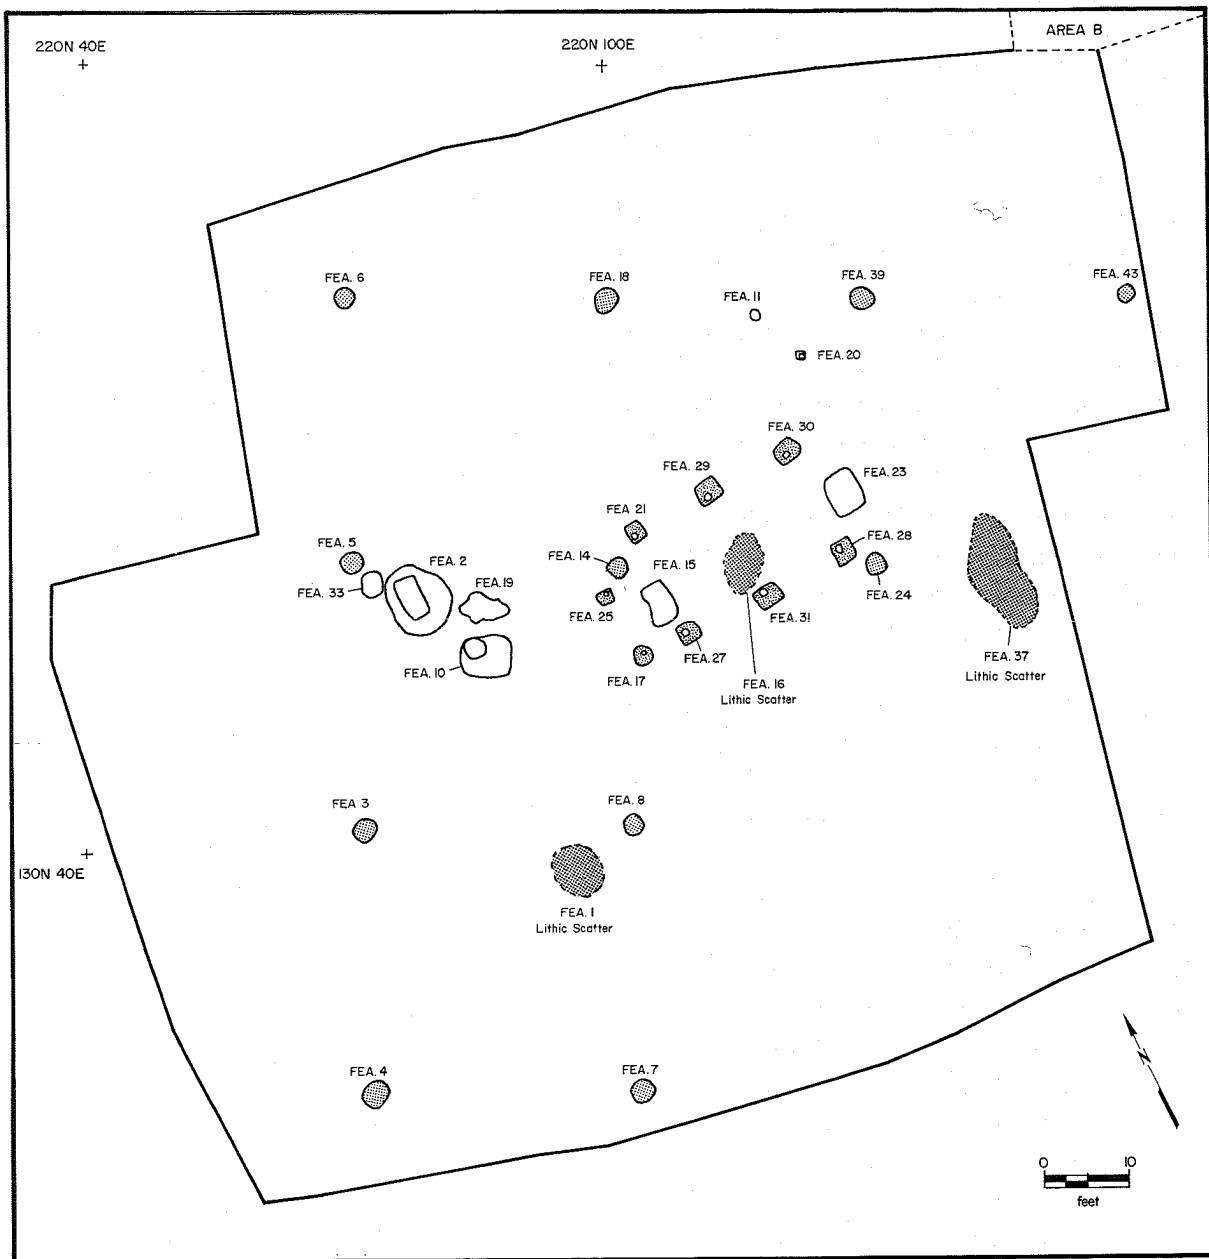 AREA B
220N 40E
220N 100E
FEA. 6
FEA. 18
FEA. 11
FEA. 39
FEA. 43
FEA. 20
FEA. 30
FEA. 29
FEA. 23
FEA 21
FEA. 28
FEA. 5
FEA. 2
FEA. 14
FEA. 15
FEA.19
FEA. 33
FEA. 25
FEA. 24
FEA. 31
FEA. 27
FEA. 10
FEA. 17
FEA. 16
Lithic Scatter
FEA. 37
Lithic Scatter
FEA 3
FEA. 8
130N 40E
FEA. 1
Lithic Scatter
FEA. 4
FEA. 7
N
0 10
feet